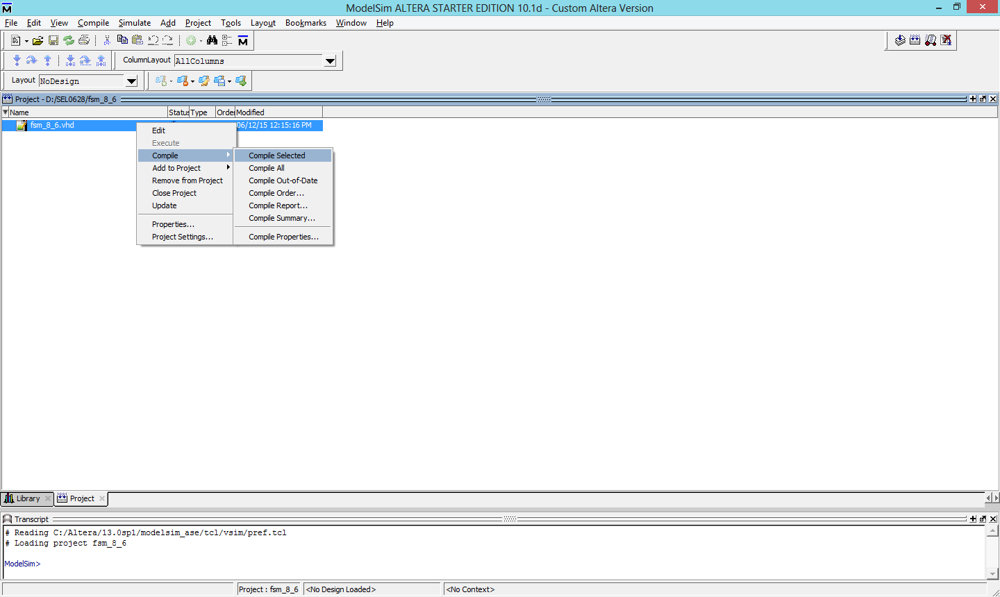 ModelSim ALTERA STARTER EDITION 10.1d - Custom Altera Version
File Edit View Compile Simulate Add Project Tools Layout Bookmarks Window Help
ColumnLayout AllColumns
Layout NoDesign
Project - D:/SEL0628/fsm_8_6
Name Status Type Order Modified
fsm_8_6.vhd 06/12/15 12:15:16 PM
Edit
Execute
Compile
Add to Project
Remove from Project
Close Project
Update
Properties...
Project Settings...
Compile Selected
Compile All
Compile Out-of-Date
Compile Order...
Compile Report...
Compile Summary...
Compile Properties...
Library Project
Transcript
# Reading C:/Altera/13.0sp1/modelsim_ase/tcl/vsim/pref.tcl
# Loading project fsm_8_6
ModelSim>
Project : fsm_8_6 <No Design Loaded> <No Context>